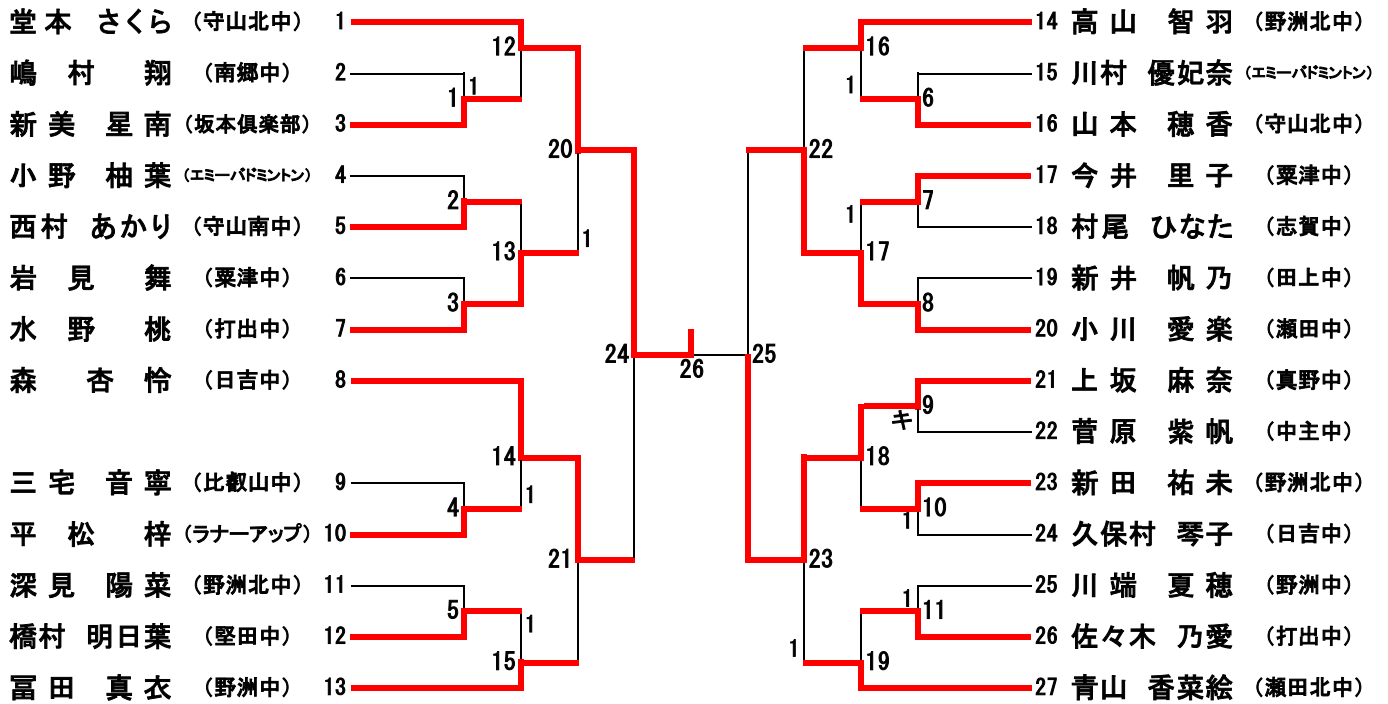 堂本 さくら （守山北中） 1
嶋村 翔 （南郷中） 2
新美 星南 （坂本倶楽部） 3
小野 柚葉 （エミーバドミントン） 4
西村 あかり （守山南中） 5
岩見 舞 （粟津中） 6
水野 桃 （打出中） 7
森 杏怜 （日吉中） 8
三宅 音寧 （比叡山中） 9
平松 梓 （ラナーアップ） 10
深見 陽菜 （野洲北中） 11
橋村 明日葉 （堅田中） 12
冨田 真衣 （野洲中） 13
1
1
2
3
4
5
12
13
1
14
1
15
1
20
21
24
26
25
22
23
1
16
1
17
1
18
19
6
7
8
9
キ
10
1
11
1
14 高山 智羽 （野洲北中）
15 川村 優妃奈 （エミーバドミントン）
16 山本 穂香 （守山北中）
17 今井 里子 （粟津中）
18 村尾 ひなた （志賀中）
19 新井 帆乃 （田上中）
20 小川 愛楽 （瀬田中）
21 上坂 麻奈 （真野中）
22 菅原 紫帆 （中主中）
23 新田 祐未 （野洲北中）
24 久保村 琴子 （日吉中）
25 川端 夏穂 （野洲中）
26 佐々木 乃愛 （打出中）
27 青山 香菜絵 （瀬田北中）